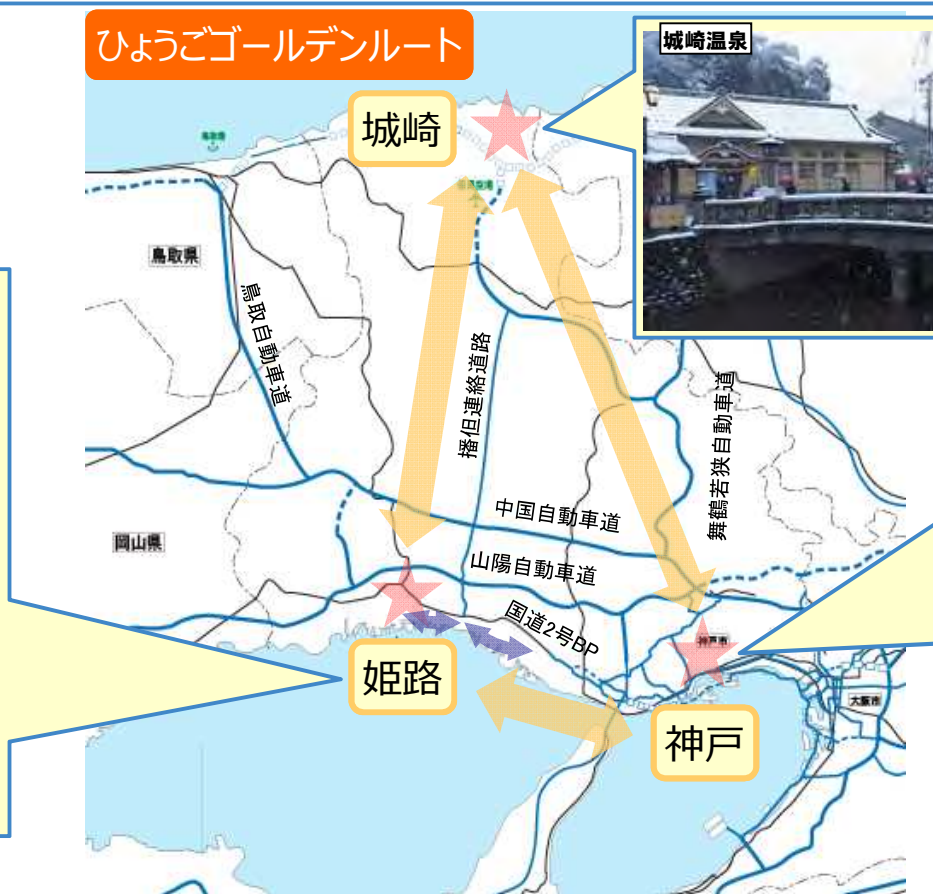 ひょうごゴールデンルート
城崎温泉
城崎
鳥取県
鳥取自動車道
播但連絡道路
舞鶴若狭自動車道
中国自動車道
岡山県
山陽自動車道
国道2号BP
神戸市
姫路
大阪市
神戸